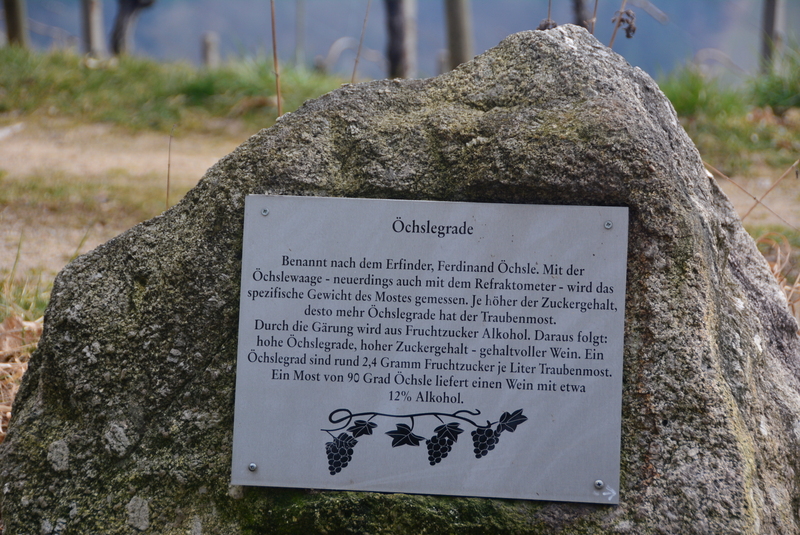 Öchslegrade
Benannt nach dem Erfinder, Ferdinand Öchsle. Mit der
Öchslewaage - neuerdings auch mit dem Refraktometer - wird das
spezifische Gewicht des Mostes gemessen. Je höher der Zuckergehalt,
desto mehr Öchslegrade hat der Traubenmost.
Durch die Gärung wird aus Fruchtzucker Alkohol. Daraus folgt:
hohe Öchslegrade, hoher Zuckergehalt - gehaltvoller Wein. Ein
Öchslegrad sind rund 2,4 Gramm Fruchtzucker je Liter Traubenmost.
Ein Most von 90 Grad Öchsle liefert einen Wein mit etwa
12% Alkohol.